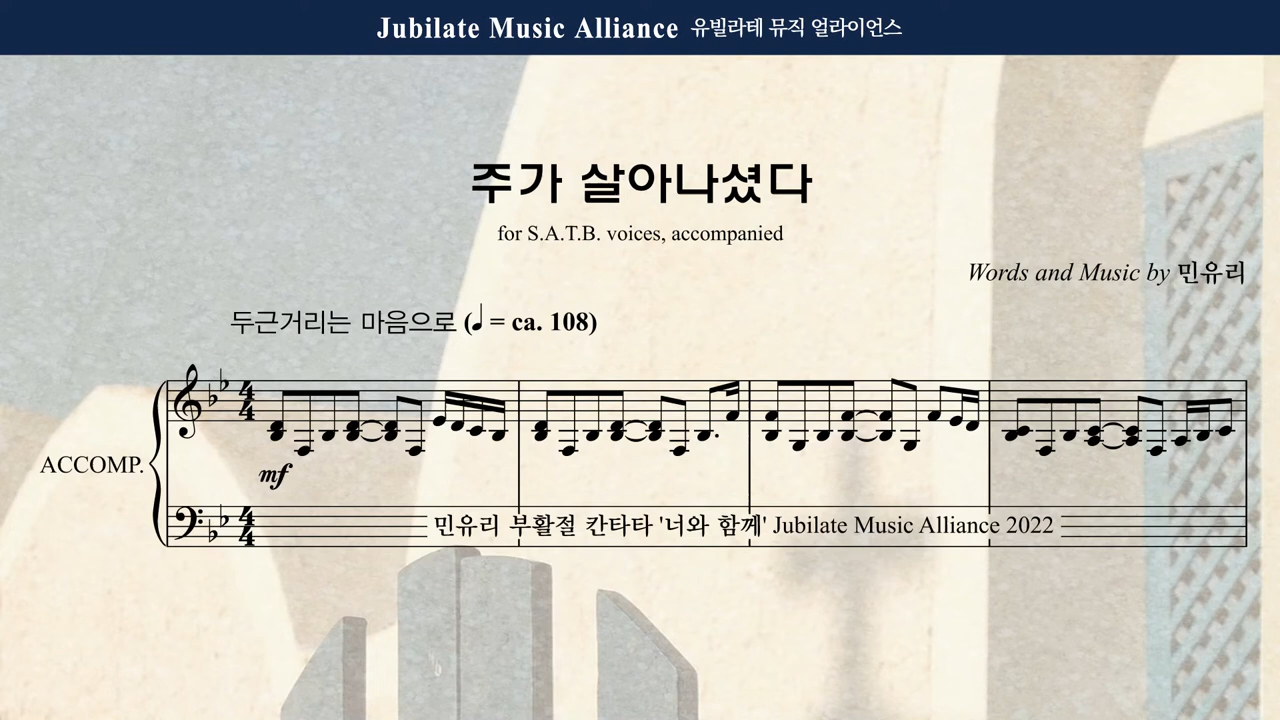 Jubilate Music Alliance 유빌라테 뮤직 얼라이언스
주가 살아나셨다
for S.A.T.B. voices, accompanied
Words and Music by 민유리
두근거리는 마음으로 (♩ = ca. 108)
ACCOMP.
mf
민유리 부활절 칸타타 '너와 함께' Jubilate Music Alliance 2022